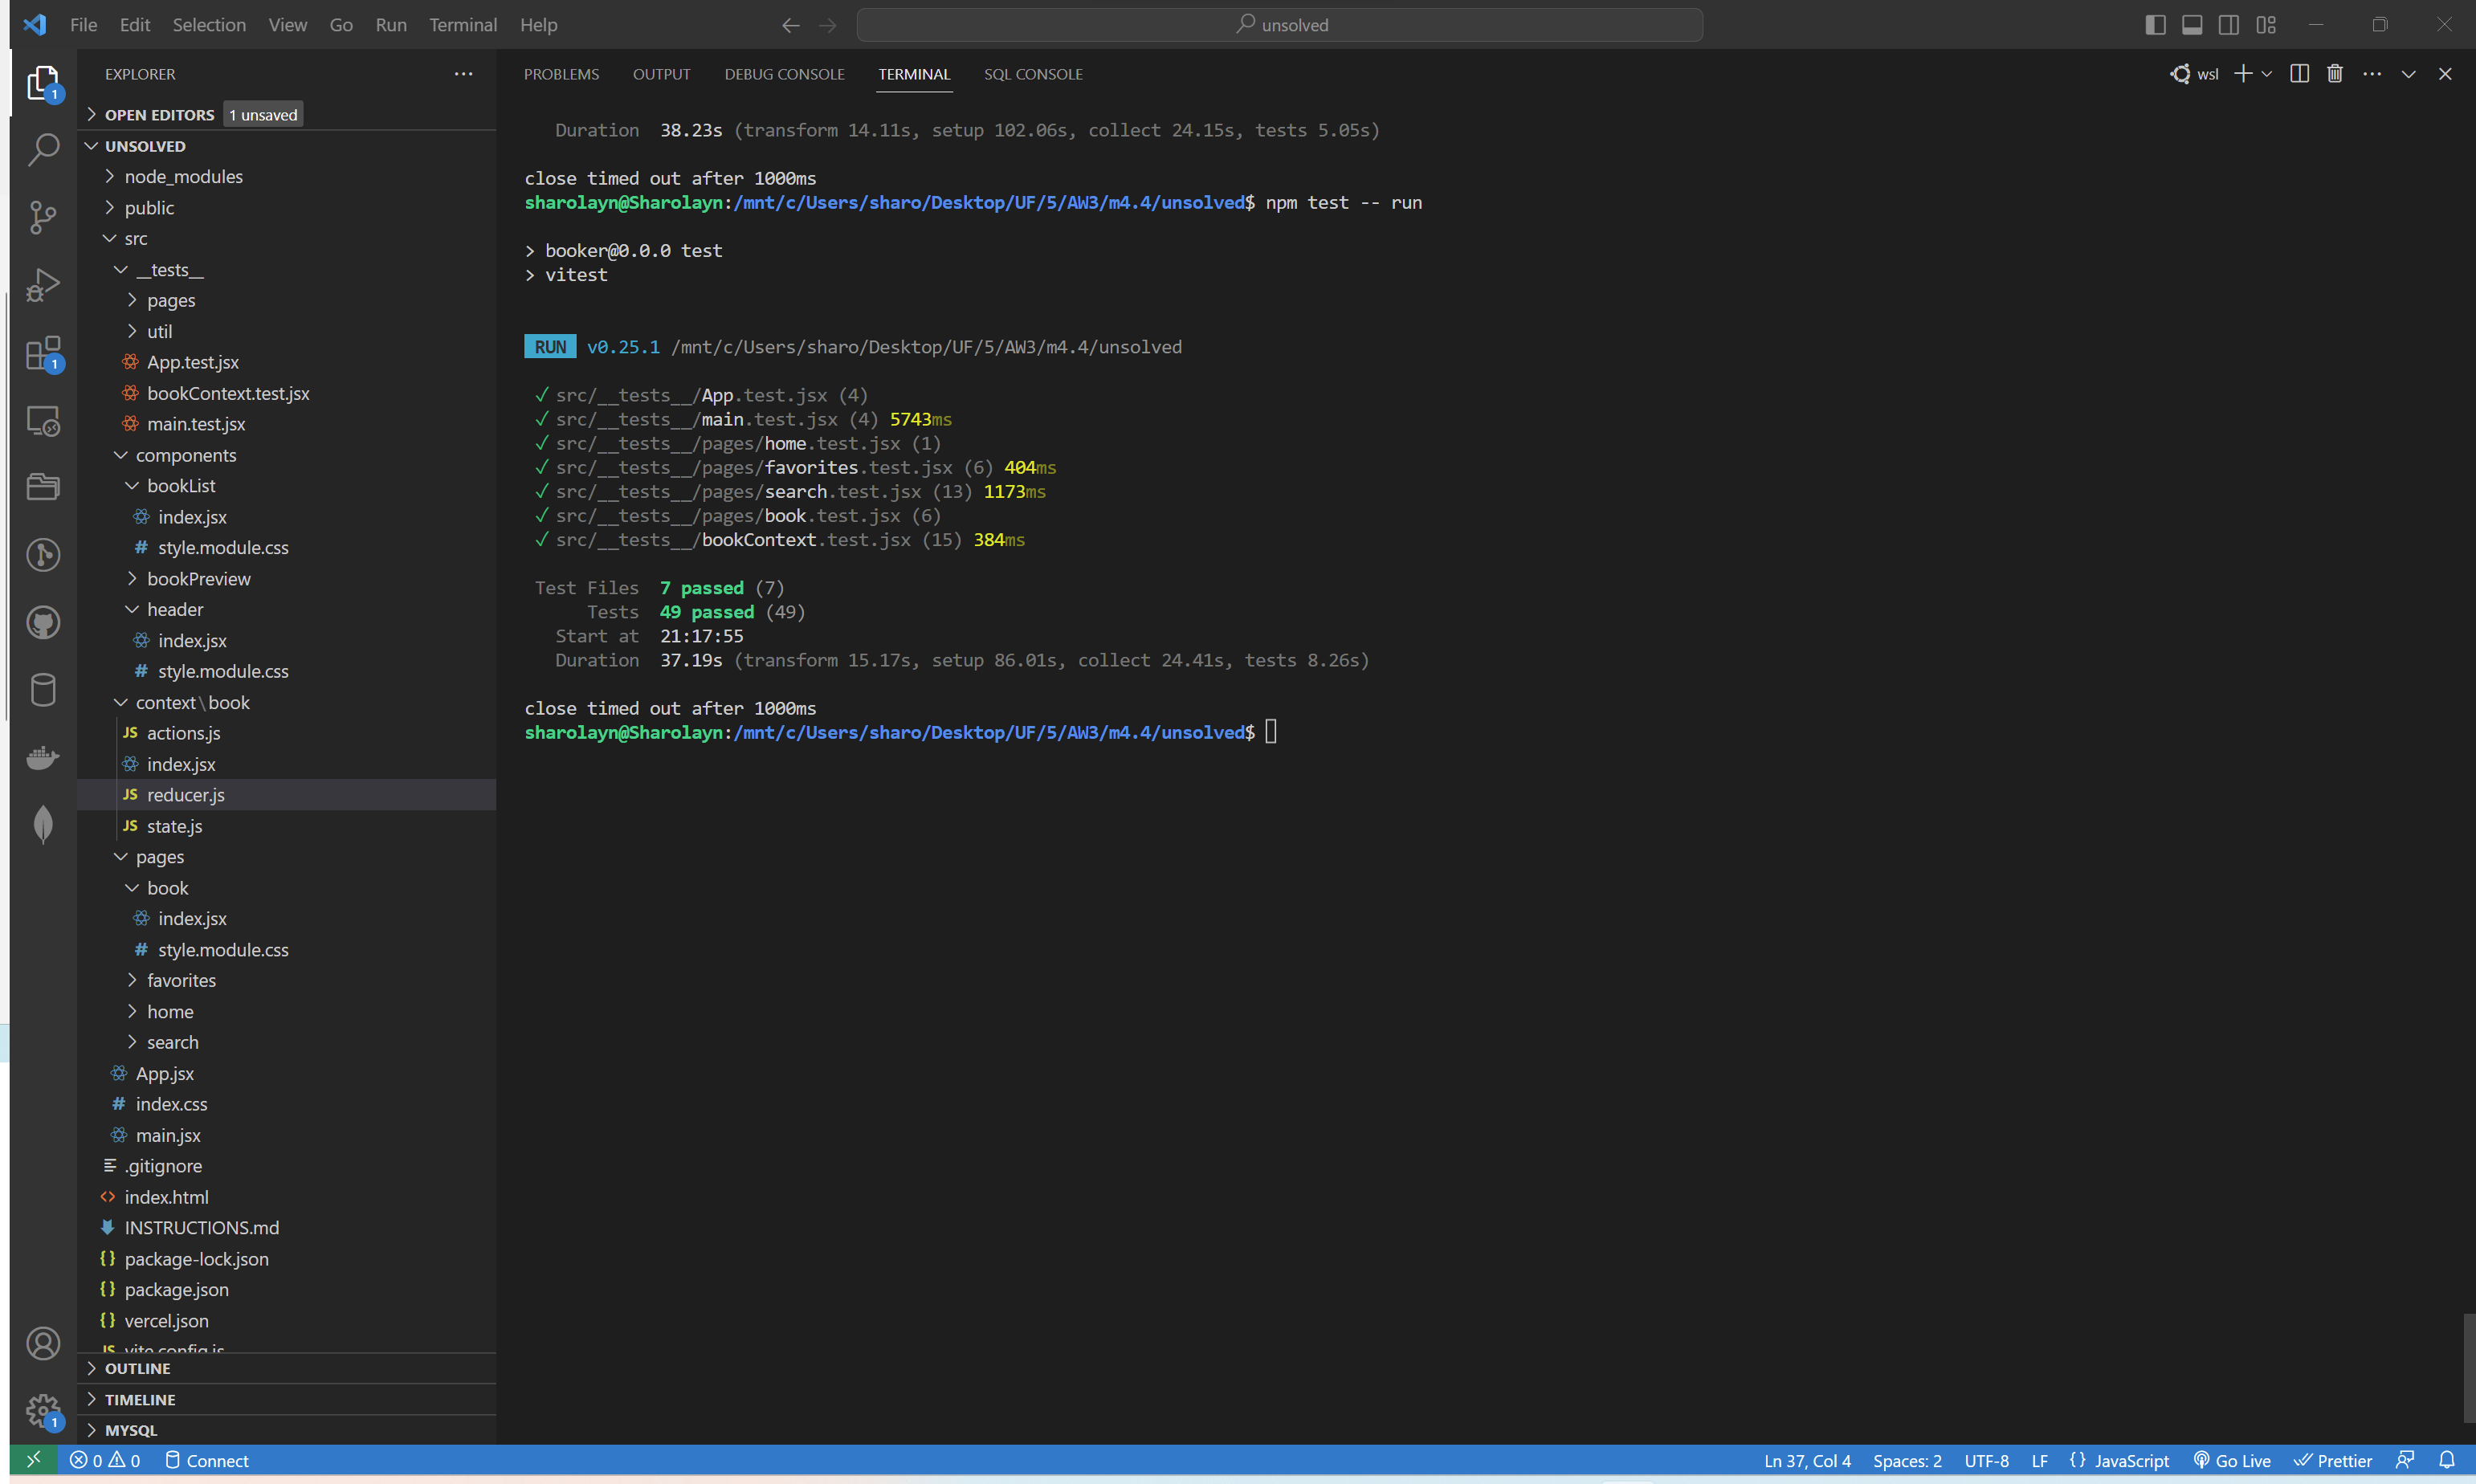 File Edit Selection View Go Run Terminal Help
unsolved
EXPLORER
OPEN EDITORS 1 unsaved
UNSOLVED
node_modules
public
src
__tests__
pages
util
App.test.jsx
bookContext.test.jsx
main.test.jsx
components
bookList
index.jsx
# style.module.css
bookPreview
header
index.jsx
# style.module.css
context\book
JS actions.js
index.jsx
JS reducer.js
JS state.js
pages
book
index.jsx
# style.module.css
favorites
home
search
App.jsx
# index.css
main.jsx
.gitignore
<> index.html
INSTRUCTIONS.md
{} package-lock.json
{} package.json
{} vercel.json
JS vite.config.js
OUTLINE
TIMELINE
MYSQL
1
1
1
PROBLEMS OUTPUT DEBUG CONSOLE TERMINAL SQL CONSOLE
wsl
Duration 38.23s (transform 14.11s, setup 102.06s, collect 24.15s, tests 5.05s)
close timed out after 1000ms
sharolayn@Sharolayn:/mnt/c/Users/sharo/Desktop/UF/5/AW3/m4.4/unsolved$ npm test -- run
> booker@0.0.0 test
> vitest
RUN v0.25.1 /mnt/c/Users/sharo/Desktop/UF/5/AW3/m4.4/unsolved
✓ src/__tests__/App.test.jsx (4)
✓ src/__tests__/main.test.jsx (4) 5743ms
✓ src/__tests__/pages/home.test.jsx (1)
✓ src/__tests__/pages/favorites.test.jsx (6) 404ms
✓ src/__tests__/pages/search.test.jsx (13) 1173ms
✓ src/__tests__/pages/book.test.jsx (6)
✓ src/__tests__/bookContext.test.jsx (15) 384ms
Test Files 7 passed (7)
Tests 49 passed (49)
Start at 21:17:55
Duration 37.19s (transform 15.17s, setup 86.01s, collect 24.41s, tests 8.26s)
close timed out after 1000ms
sharolayn@Sharolayn:/mnt/c/Users/sharo/Desktop/UF/5/AW3/m4.4/unsolved$
0 0 Connect
Ln 37, Col 4 Spaces: 2 UTF-8 LF {} JavaScript Go Live Prettier